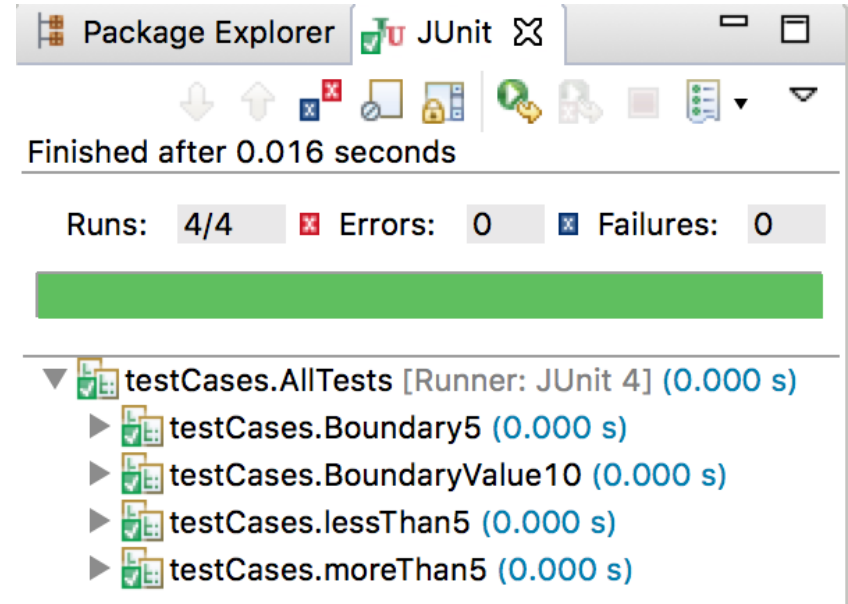 Package Explorer JUnit
Finished after 0.016 seconds
Runs: 4/4 Errors: 0 Failures: 0
testCases.AllTests [Runner: JUnit 4] (0.000 s)
testCases.Boundary5 (0.000 s)
testCases.BoundaryValue10 (0.000 s)
testCases.lessThan5 (0.000 s)
testCases.moreThan5 (0.000 s)